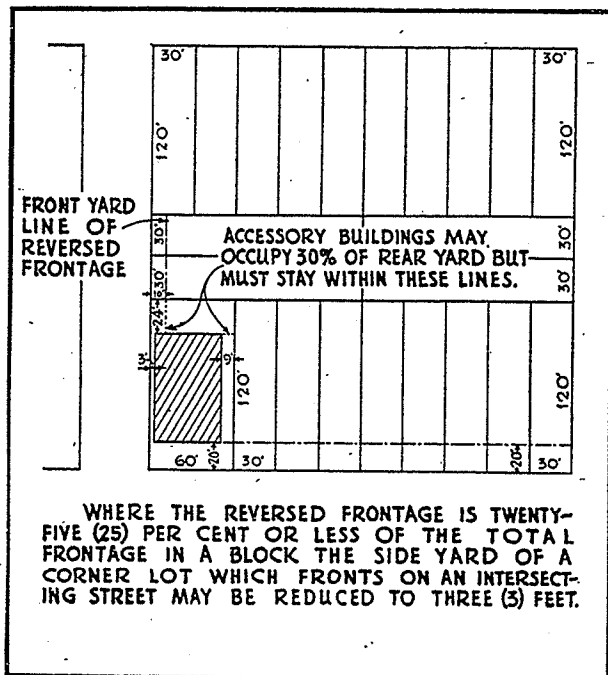 30' 30'
120' 120'
FRONT YARD
LINE OF
REVERSED
FRONTAGE
30' 30'
ACCESSORY BUILDINGS MAY
OCCUPY 30% OF REAR YARD BUT
MUST STAY WITHIN THESE LINES.
30' 30'
24'
3' 9'
120' 120'
60' 20' 30' 20' 30'
WHERE THE REVERSED FRONTAGE IS TWENTY-
FIVE (25) PER CENT OR LESS OF THE TOTAL
FRONTAGE IN A BLOCK THE SIDE YARD OF A
CORNER LOT WHICH FRONTS ON AN INTERSECT-
ING STREET MAY BE REDUCED TO THREE (3) FEET.